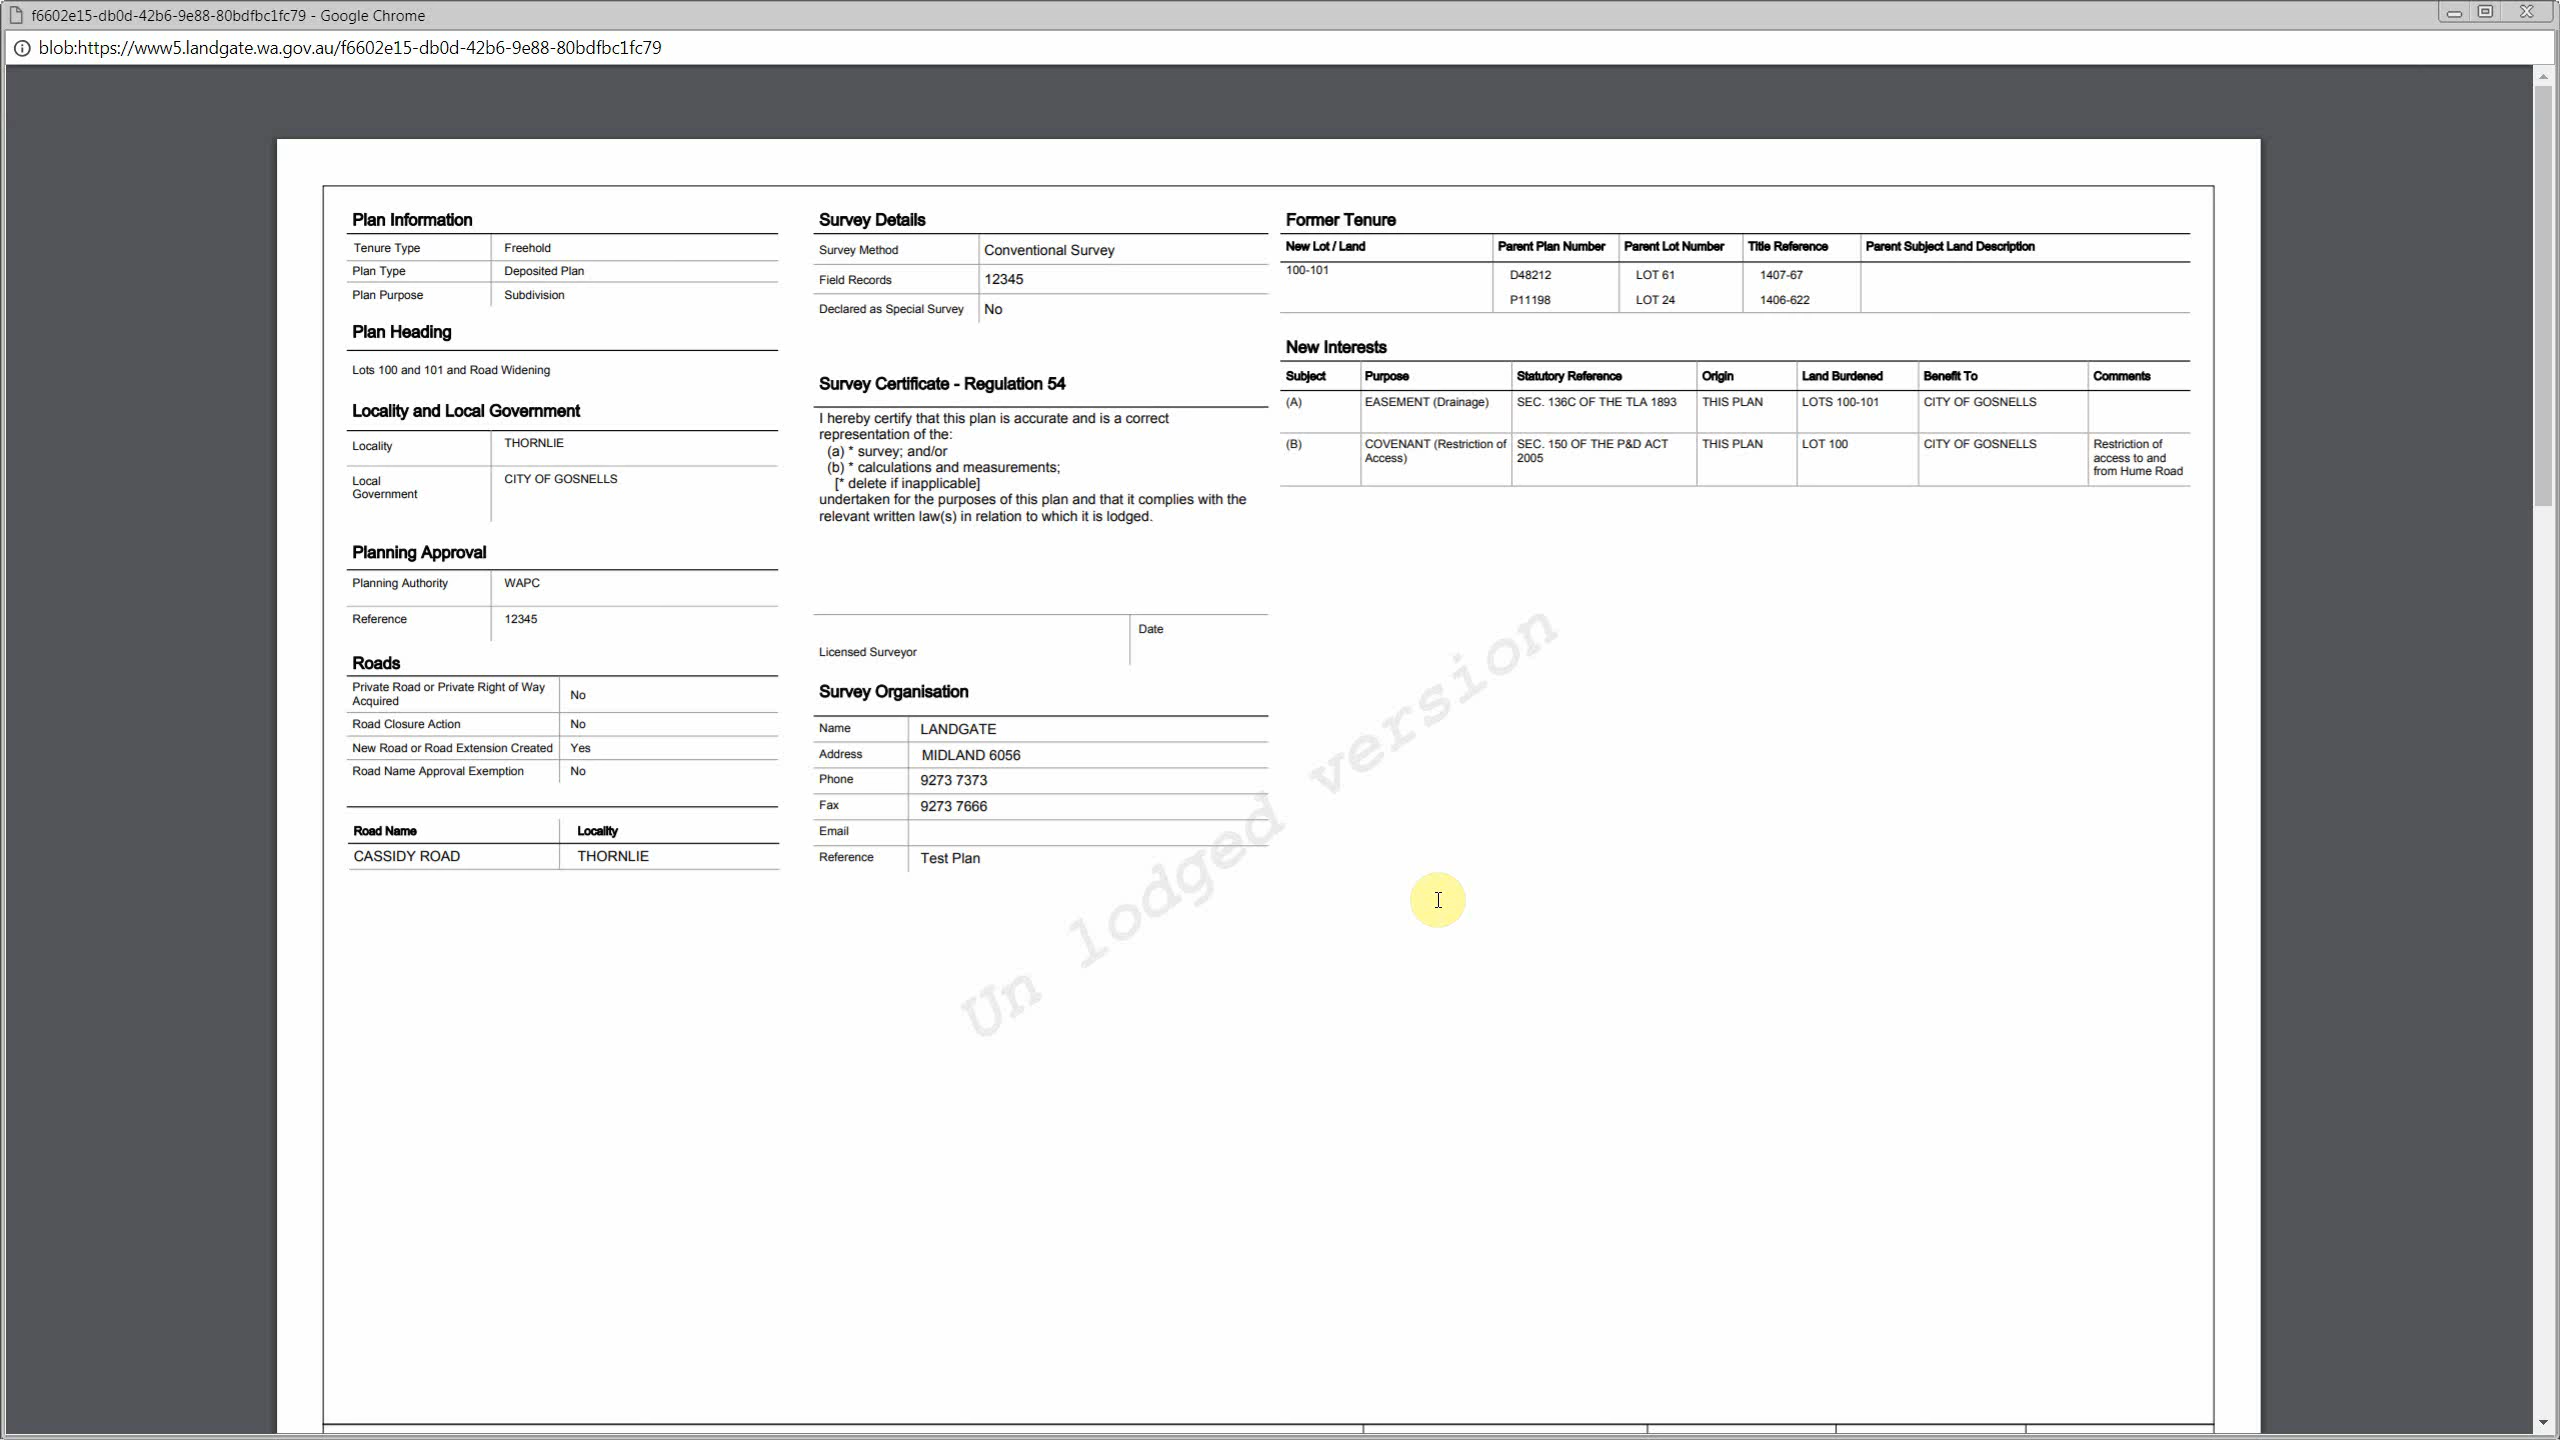 f6602e15-db0d-42b6-9e88-80bdfbc1fc79 - Google Chrome
blob:https://www5.landgate.wa.gov.au/f6602e15-db0d-42b6-9e88-80bdfbc1fc79
Plan Information
Tenure Type Freehold
Plan Type Deposited Plan
Plan Purpose Subdivision
Plan Heading
Lots 100 and 101 and Road Widening
Locality and Local Government
Locality THORNLIE
Local CITY OF GOSNELLS
Government
Planning Approval
Planning Authority WAPC
Reference 12345
Roads
Private Road or Private Right of Way
Acquired No
Road Closure Action No
New Road or Road Extension Created Yes
Road Name Approval Exemption No
Road Name Locality
CASSIDY ROAD THORNLIE
Survey Details
Survey Method Conventional Survey
Field Records 12345
Declared as Special Survey No
Survey Certificate - Regulation 54
I hereby certify that this plan is accurate and is a correct
representation of the:
(a) * survey; and/or
(b) * calculations and measurements;
[* delete if inapplicable]
undertaken for the purposes of this plan and that it complies with the
relevant written law(s) in relation to which it is lodged.
Date
Licensed Surveyor
Survey Organisation
Name LANDGATE
Address MIDLAND 6056
Phone 9273 7373
Fax 9273 7666
Email
Reference Test Plan
Former Tenure
New Lot / Land Parent Plan Number Parent Lot Number Title Reference Parent Subject Land Description
100-101 D48212 LOT 61 1407-67
P11198 LOT 24 1406-622
New Interests
Subject Purpose Statutory Reference Origin Land Burdened Benefit To Comments
(A) EASEMENT (Drainage) SEC. 136C OF THE TLA 1893 THIS PLAN LOTS 100-101 CITY OF GOSNELLS
(B) COVENANT (Restriction of SEC. 150 OF THE P&D ACT THIS PLAN LOT 100 CITY OF GOSNELLS Restriction of
Access) 2005 access to and
from Hume Road
Un lodged version